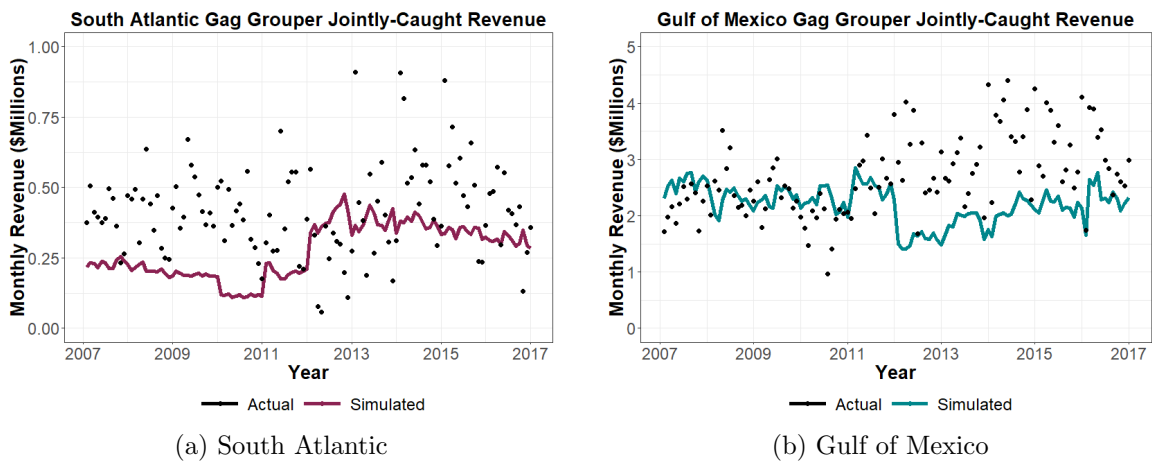 South Atlantic Gag Grouper Jointly-Caught Revenue
Monthly Revenue ($Millions)
1.00
0.75
0.50
0.25
0.00
2007 2009 2011 2013 2015 2017
Year
Actual Simulated
(a) South Atlantic
Gulf of Mexico Gag Grouper Jointly-Caught Revenue
Monthly Revenue ($Millions)
5
4
3
2
1
0
2007 2009 2011 2013 2015 2017
Year
Actual Simulated
(b) Gulf of Mexico